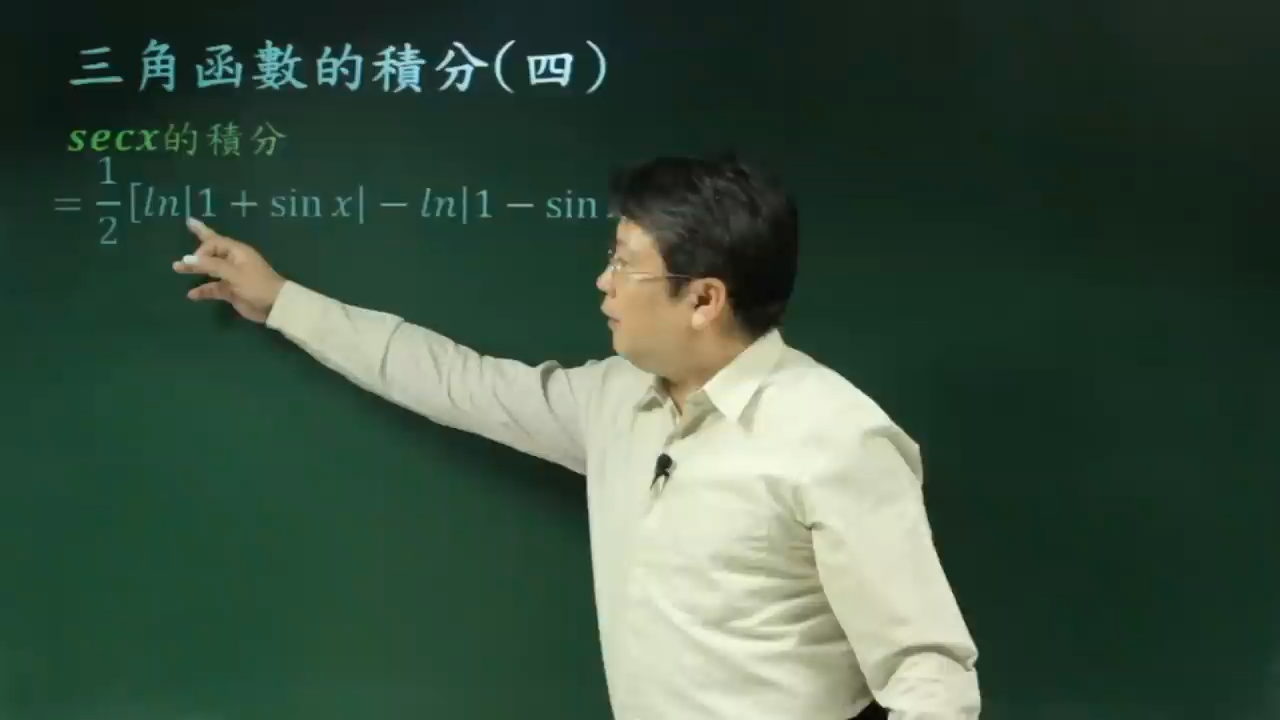 三角函數的積分(四)
secx的積分
= \frac{1}{2}[ln|1 + sin x| − ln|1 − sin